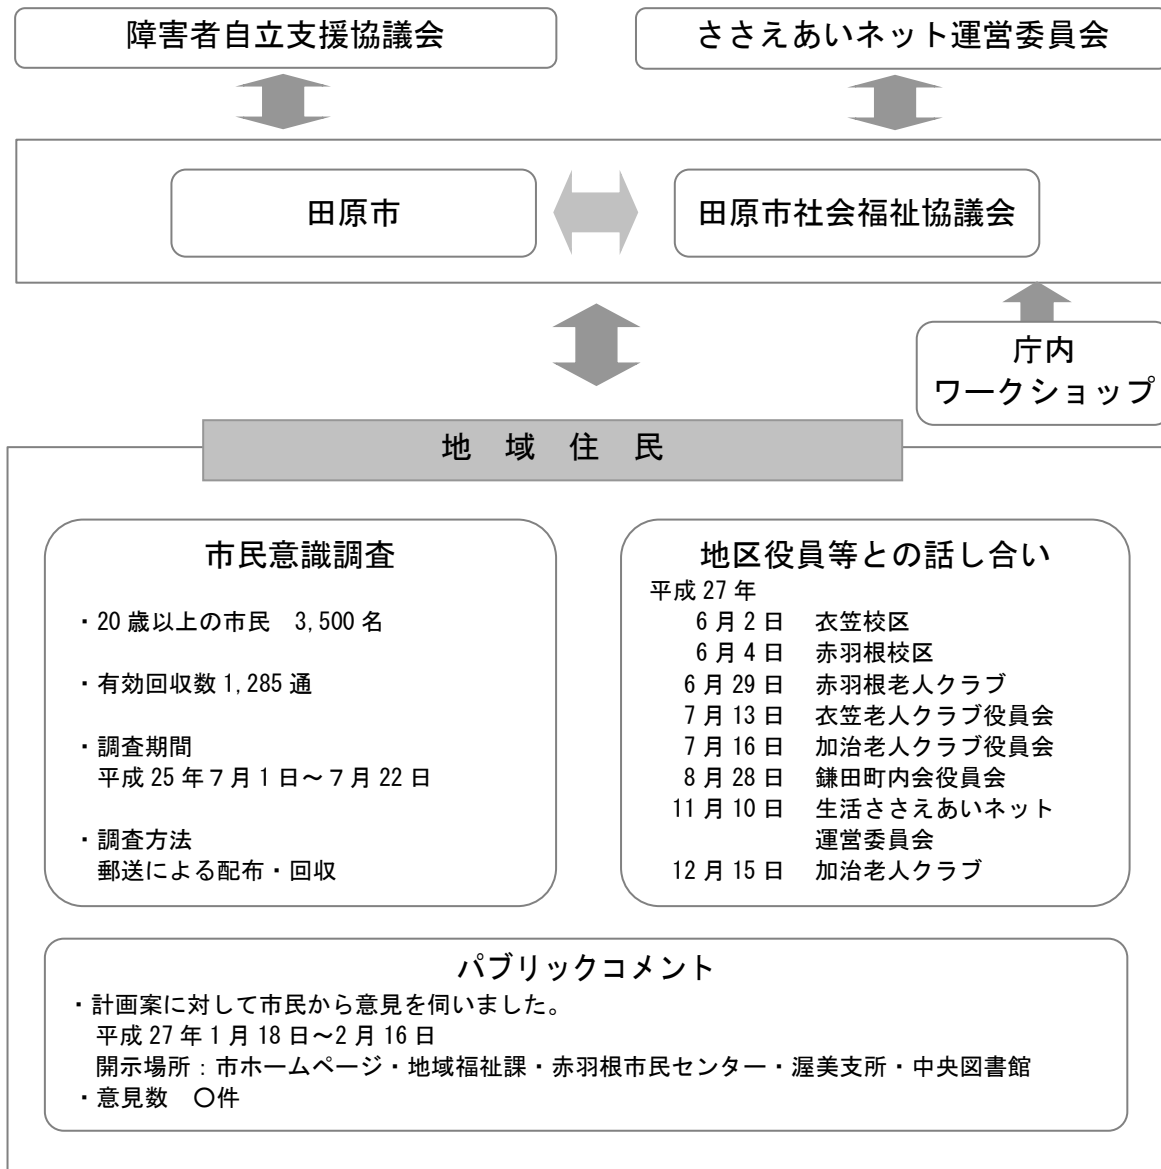 障害者自立支援協議会
ささえあいネット運営委員会
田原市
田原市社会福祉協議会
庁内
ワークショップ
地 域 住 民
市民意識調査
・20歳以上の市民 3,500名
・有効回収数1,285通
・調査期間
平成25年7月1日～7月22日
・調査方法
郵送による配布・回収
地区役員等との話し合い
平成27年
6月2日 衣笠校区
6月4日 赤羽根校区
6月29日 赤羽根老人クラブ
7月13日 衣笠老人クラブ役員会
7月16日 加治老人クラブ役員会
8月28日 鎌田町内会役員会
11月10日 生活ささえあいネット
運営委員会
12月15日 加治老人クラブ
パブリックコメント
・計画案に対して市民から意見を伺いました。
平成27年1月18日～2月16日
開示場所：市ホームページ・地域福祉課・赤羽根市民センター・渥美支所・中央図書館
・意見数 〇件